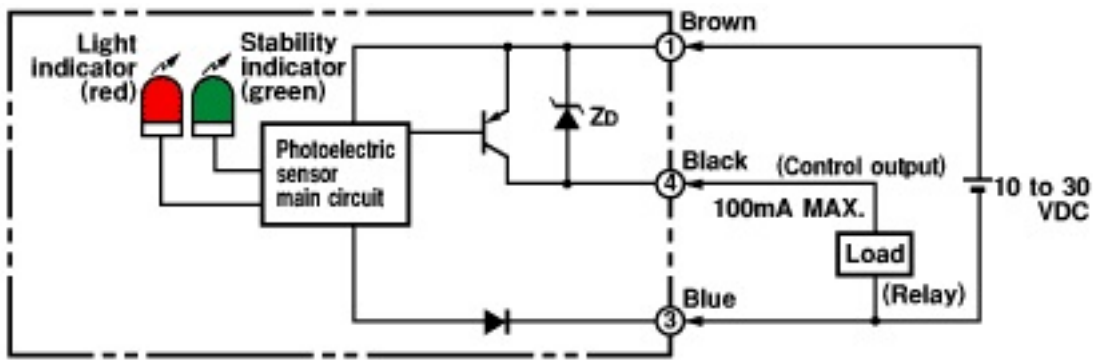 Light
indicator
(red)
Stability
indicator
(green)
Photoelectric
sensor
main circuit
ZD
1
Brown
4
Black
(Control output)
100mA MAX.
Load
(Relay)
10 to 30
VDC
3
Blue